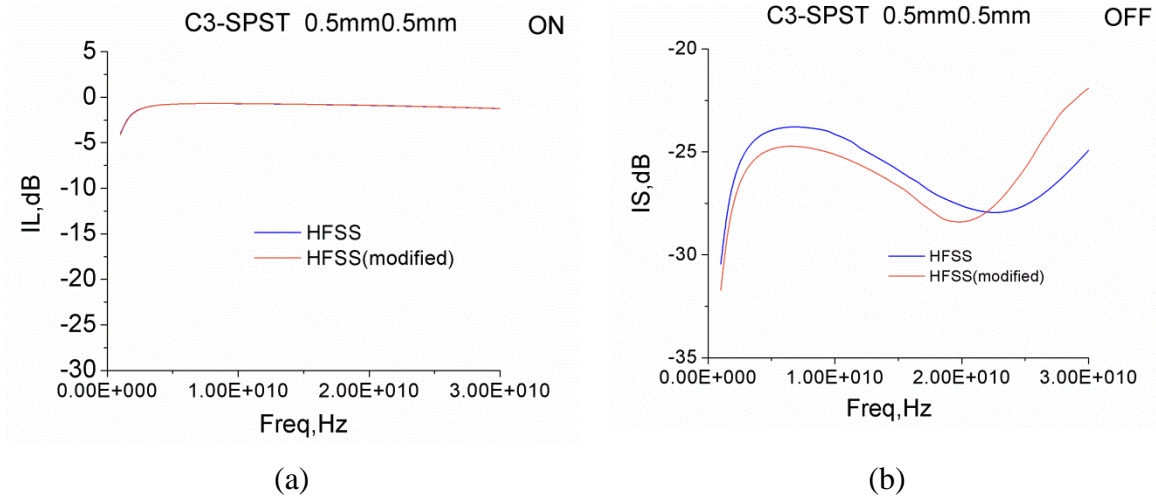 C3-SPST 0.5mm0.5mm ON
5
0
-5
-10
-15
-20
-25
-30
IL,dB
HFSS
HFSS(modified)
0.00E+000 1.00E+010 2.00E+010 3.00E+010
Freq,Hz
(a)
C3-SPST 0.5mm0.5mm OFF
-20
-25
-30
-35
IS,dB
HFSS
HFSS(modified)
0.00E+000 1.00E+010 2.00E+010 3.00E+010
Freq,Hz
(b)